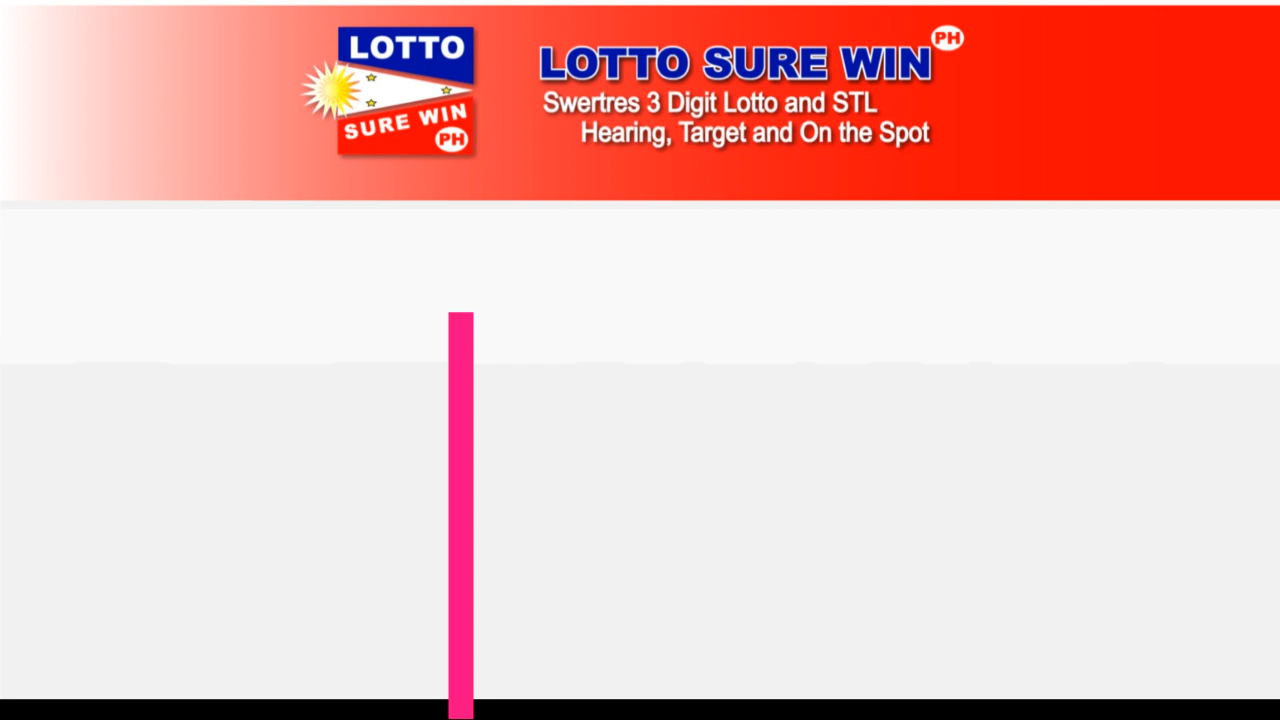 LOTTO
SURE WIN
PH
LOTTO SURE WIN PH
Swertres 3 Digit Lotto and STL
Hearing, Target and On the Spot